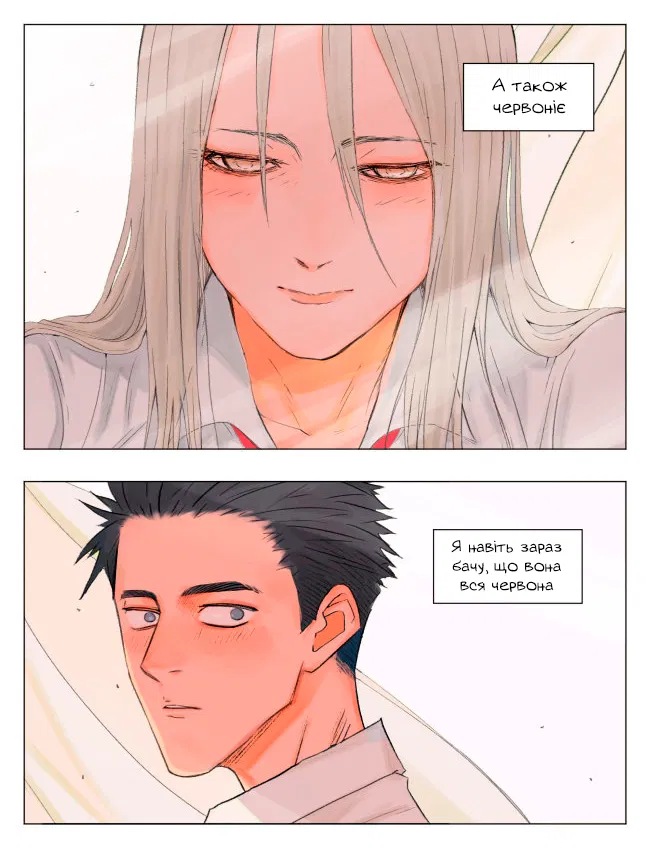 А також
червоніє
Я навіть зараз
бачу, що вона
вся червона